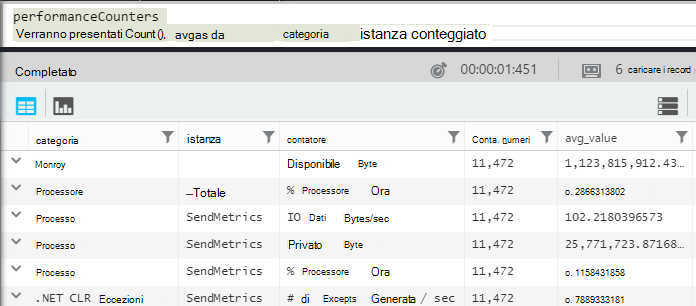 performanceCounters
Verranno presentati Count(), avgas da categoria istanza conteggiato
Completato 00:00:01:451 6 caricare i record
categoria istanza contatore Conta. numeri avg_value
Monroy Disponibile Byte 11,472 1,123,815,912.43...
Processore –Totale % Processore Ora 11,472 o. 2866313802
Processo SendMetrics IO Dati Bytes/sec 11,472 102.2180396573
Processo SendMetrics Privato Byte 11,472 25,771,723.87168...
Processo SendMetrics % Processore Ora 11,472 o. 1158431858
.NET CLR Eccezioni SendMetrics # di Excepts Generata / sec 11,472 o. 7889333181